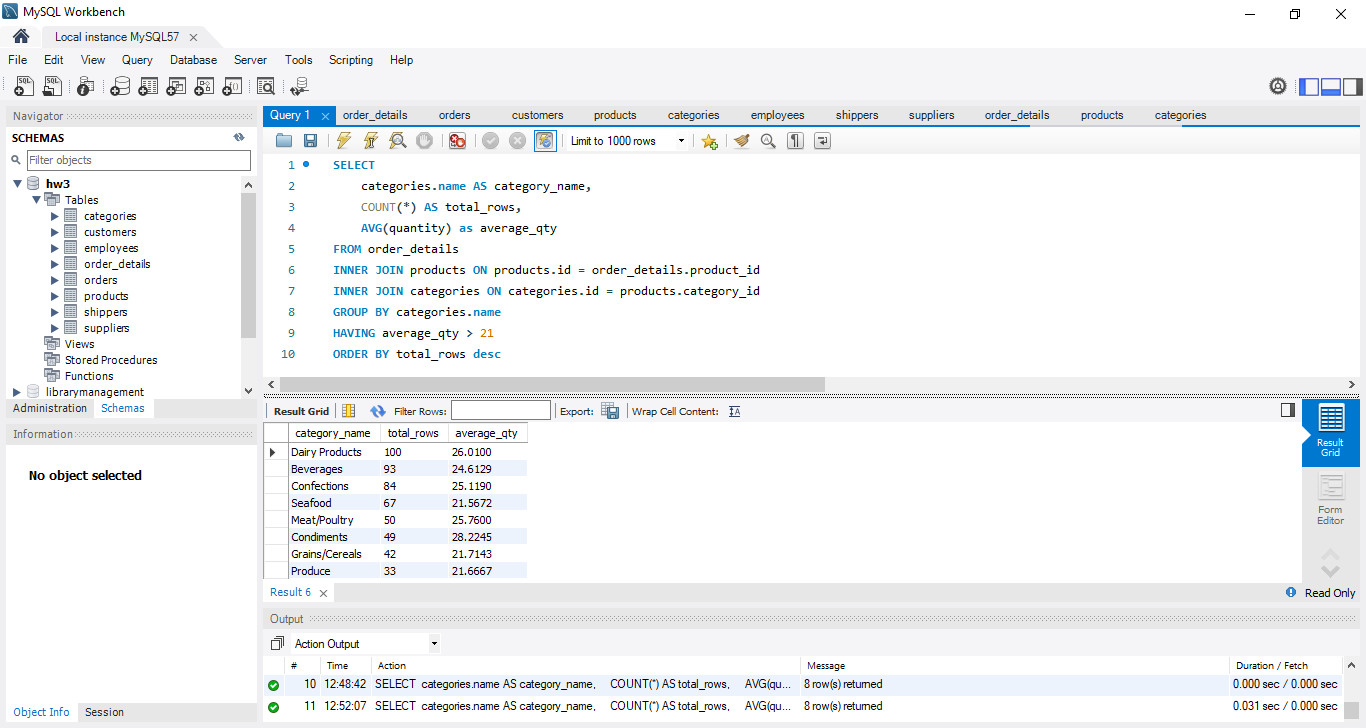 MySQL Workbench
Local instance MySQL57
File Edit View Query Database Server Tools Scripting Help
Navigator
SCHEMAS
Filter objects
hw3
Tables
categories
customers
employees
order_details
orders
products
shippers
suppliers
Views
Stored Procedures
Functions
librarymanagement
Administration Schemas
Information
No object selected
Object Info Session
Query 1 order_details orders customers products categories employees shippers suppliers order_details products categories
Limit to 1000 rows
1 SELECT
2 categories.name AS category_name,
3 COUNT(*) AS total_rows,
4 AVG(quantity) as average_qty
5 FROM order_details
6 INNER JOIN products ON products.id = order_details.product_id
7 INNER JOIN categories ON categories.id = products.category_id
8 GROUP BY categories.name
9 HAVING average_qty > 21
10 ORDER BY total_rows desc
Result Grid Filter Rows: Export: Wrap Cell Content:
category_name total_rows average_qty
Dairy Products 100 26.0100
Beverages 93 24.6129
Confections 84 25.1190
Seafood 67 21.5672
Meat/Poultry 50 25.7600
Condiments 49 28.2245
Grains/Cereals 42 21.7143
Produce 33 21.6667
Result
Grid
Form
Editor
Result 6
Read Only
Output
Action Output
# Time Action Message Duration / Fetch
10 12:48:42 SELECT categories.name AS category_name, COUNT(*) AS total_rows, AVG(qu... 8 row(s) returned 0.000 sec / 0.000 sec
11 12:52:07 SELECT categories.name AS category_name, COUNT(*) AS total_rows, AVG(qu... 8 row(s) returned 0.031 sec / 0.000 sec